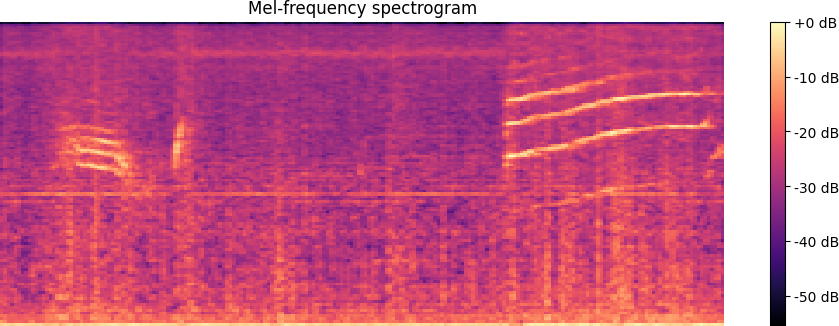 Mel-frequency spectrogram
+0 dB
-10 dB
-20 dB
-30 dB
-40 dB
-50 dB